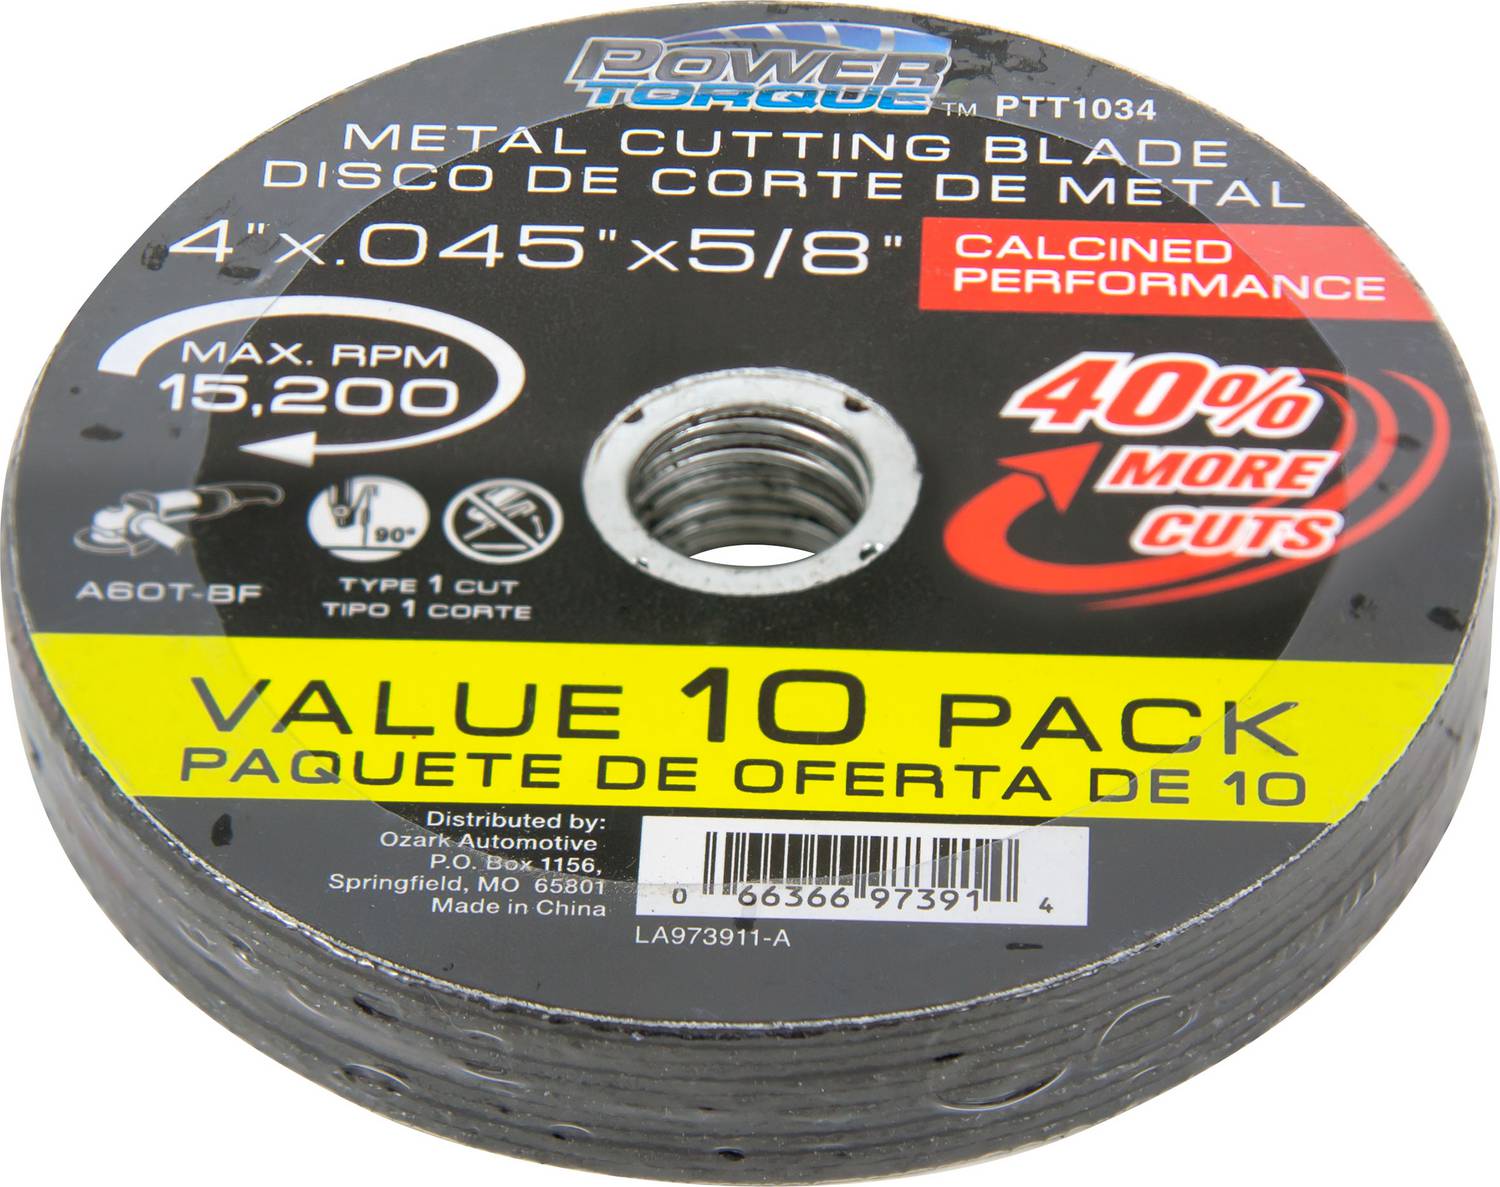 POWER
TORQUE™ PTT1034
METAL CUTTING BLADE
DISCO DE CORTE DE METAL
4"x.045"x5/8"
CALCINED
PERFORMANCE
MAX. RPM
15,200
40%
MORE
CUTS
90°
A60T-BF
TYPE 1 CUT
TIPO 1 CORTE
VALUE 10 PACK
PAQUETE DE OFERTA DE 10
Distributed by:
Ozark Automotive
P.O. Box 1156,
Springfield, MO 65801
Made in China
0 66366 97391 4
LA973911-A